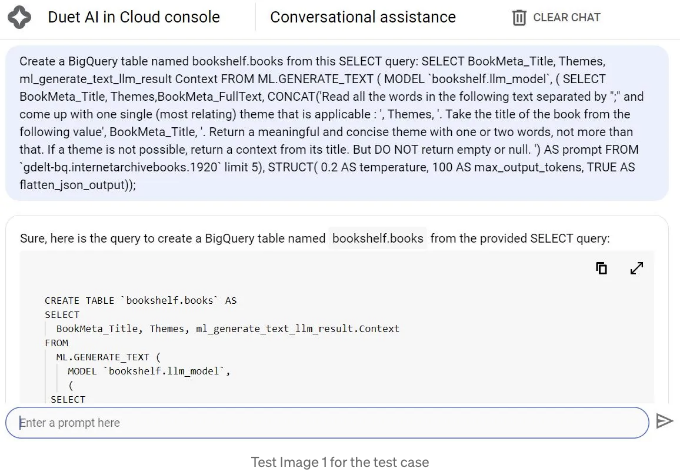 Duet AI in Cloud console
Conversational assistance
CLEAR CHAT
Create a BigQuery table named bookshelf.books from this SELECT query: SELECT BookMeta_Title, Themes,
ml_generate_text_llm_result Context FROM ML.GENERATE_TEXT ( MODEL `bookshelf.llm_model`, ( SELECT
BookMeta_Title, Themes,BookMeta_FullText, CONCAT('Read all the words in the following text separated by ";" and
come up with one single (most relating) theme that is applicable : ', Themes, '. Take the title of the book from the
following value', BookMeta_Title, '. Return a meaningful and concise theme with one or two words, not more than
that. If a theme is not possible, return a context from its title. But DO NOT return empty or null. ') AS prompt FROM
`gdelt-bq.internetarchivebooks.1920` limit 5), STRUCT( 0.2 AS temperature, 100 AS max_output_tokens, TRUE AS
flatten_json_output));
Sure, here is the query to create a BigQuery table named bookshelf.books from the provided SELECT query:
CREATE TABLE `bookshelf.books` AS
SELECT
BookMeta_Title, Themes, ml_generate_text_llm_result.Context
FROM
ML.GENERATE_TEXT (
MODEL `bookshelf.llm_model`,
(
SELECT
Enter a prompt here
Test Image 1 for the test case